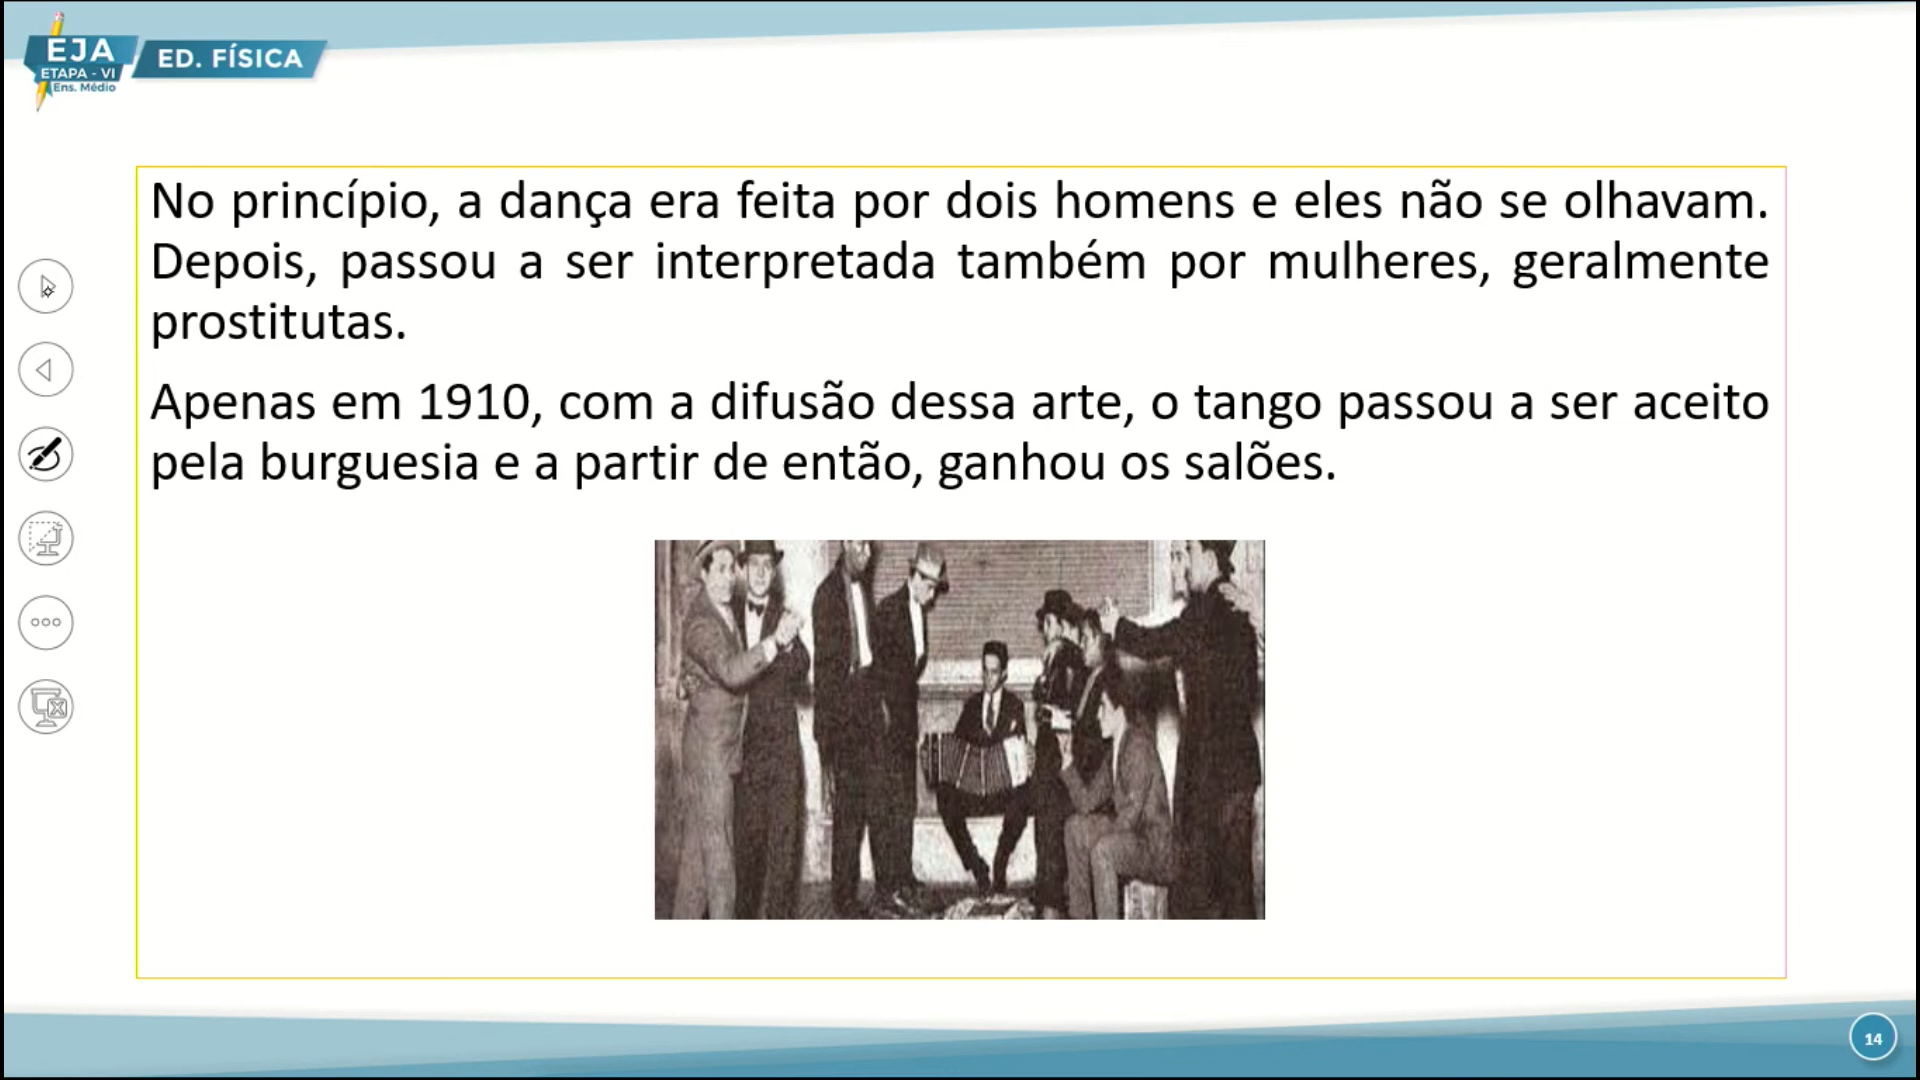 EJA
ETAPA - VI
Ens. Médio
ED. FÍSICA
No princípio, a dança era feita por dois homens e eles não se olhavam.
Depois, passou a ser interpretada também por mulheres, geralmente
prostitutas.
Apenas em 1910, com a difusão dessa arte, o tango passou a ser aceito
pela burguesia e a partir de então, ganhou os salões.
14